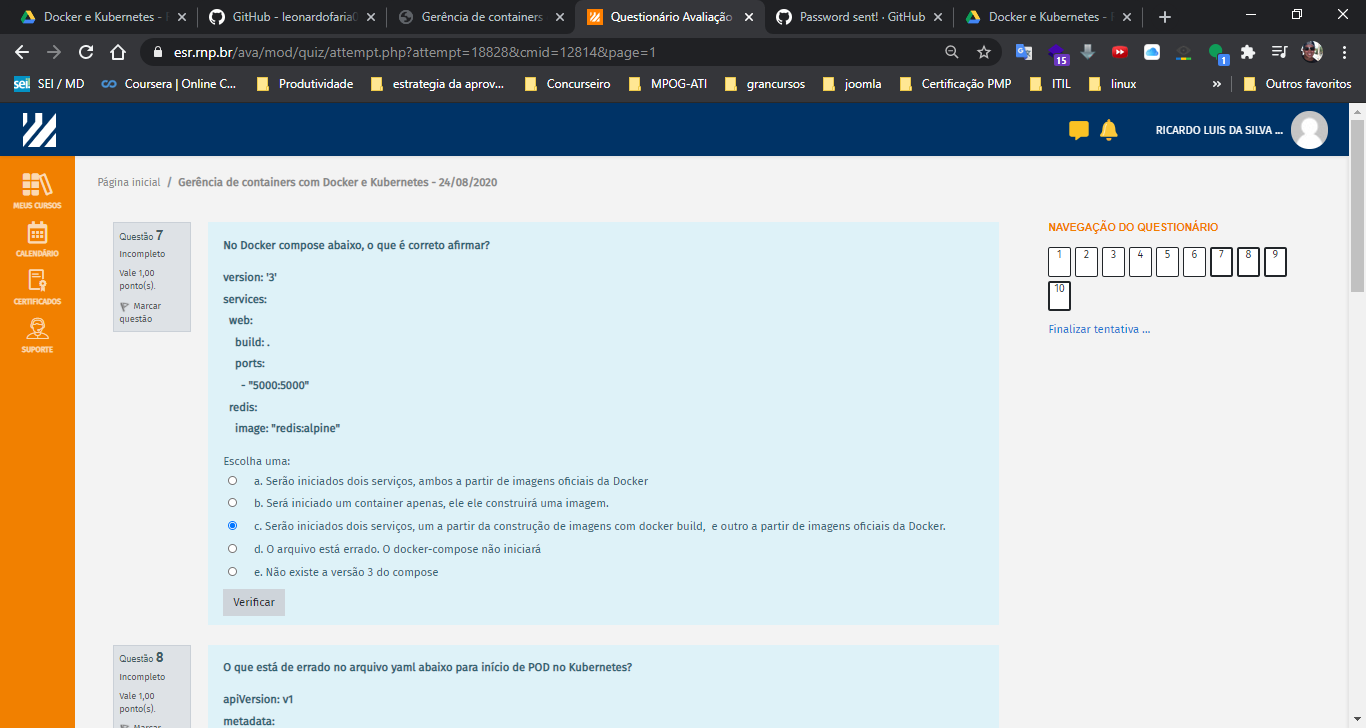 Docker e Kubernetes -
GitHub - leonardofaria0
Gerência de containers
Questionário Avaliação
Password sent! · GitHub
Docker e Kubernetes -
esr.rnp.br/ava/mod/quiz/attempt.php?attempt=18828&cmid=12814&page=1
15
1
sei SEI / MD
Coursera | Online C...
Produtividade
estrategia da aprov...
Concurseiro
MPOG-ATI
grancursos
joomla
Certificação PMP
ITIL
linux
»
Outros favoritos
RICARDO LUIS DA SILVA ...
MEUS CURSOS
CALENDÁRIO
CERTIFICADOS
SUPORTE
Página inicial / Gerência de containers com Docker e Kubernetes - 24/08/2020
Questão 7
Incompleto
Vale 1,00
ponto(s).
Marcar
questão
No Docker compose abaixo, o que é correto afirmar?
version: '3'
services:
web:
build: .
ports:
- "5000:5000"
redis:
image: "redis:alpine"
Escolha uma:
a. Serão iniciados dois serviços, ambos a partir de imagens oficiais da Docker
b. Será iniciado um container apenas, ele ele construirá uma imagem.
c. Serão iniciados dois serviços, um a partir da construção de imagens com docker build, e outro a partir de imagens oficiais da Docker.
d. O arquivo está errado. O docker-compose não iniciará
e. Não existe a versão 3 do compose
Verificar
NAVEGAÇÃO DO QUESTIONÁRIO
1 2 3 4 5 6 7 8 9
10
Finalizar tentativa ...
Questão 8
Incompleto
Vale 1,00
ponto(s).
Marcar
O que está de errado no arquivo yaml abaixo para início de POD no Kubernetes?
apiVersion: v1
metadata: